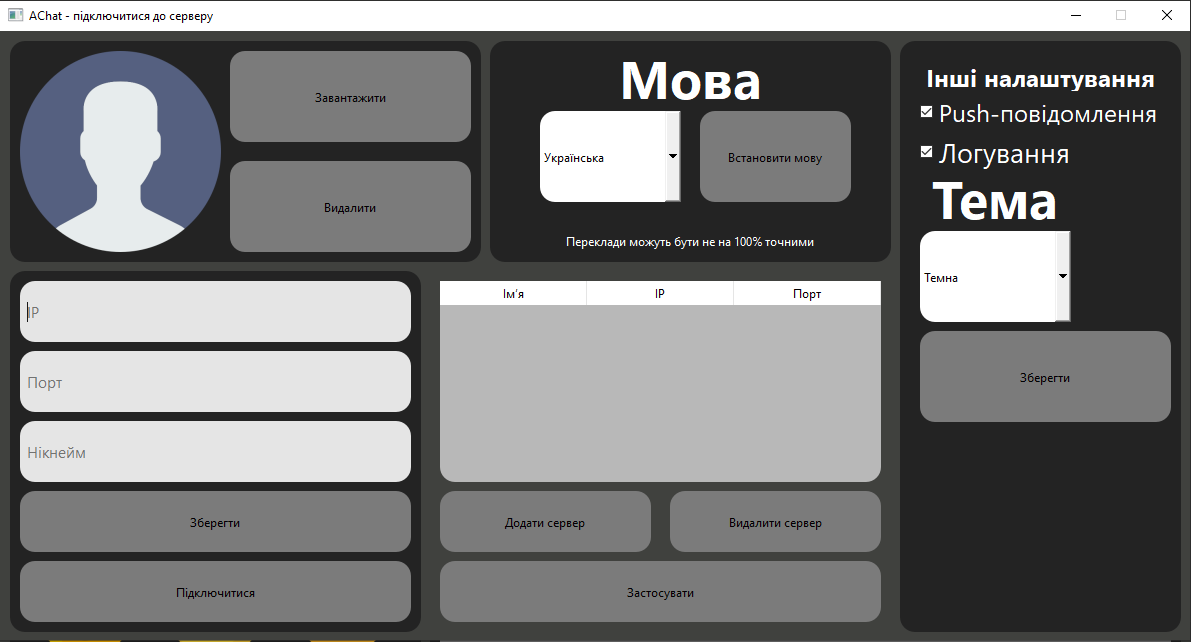 AChat - підключитися до серверу
Завантажити
Видалити
Мова
Українська
Встановити мову
Переклади можуть бути не на 100% точними
Інші налаштування
Push-повідомлення
Логування
Тема
Темна
Зберегти
IP
Порт
Нікнейм
Зберегти
Підключитися
Ім'я IP Порт
Додати сервер
Видалити сервер
Застосувати